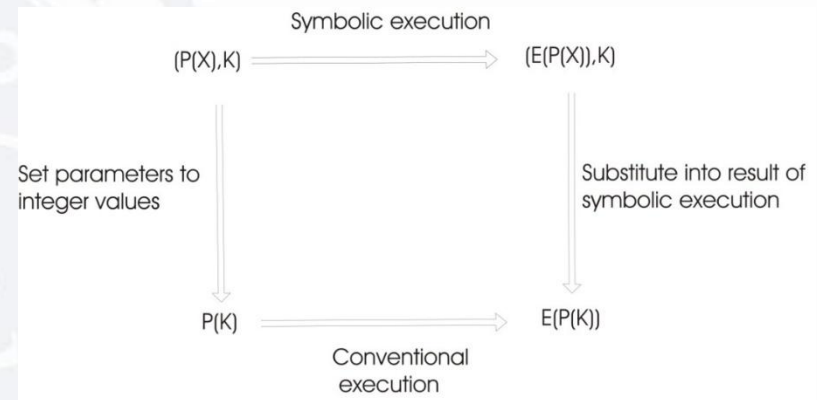 Symbolic execution
(P(X),K)
(E(P(X)),K)
Set parameters to
integer values
Substitute into result of
symbolic execution
P(K)
E(P(K))
Conventional
execution